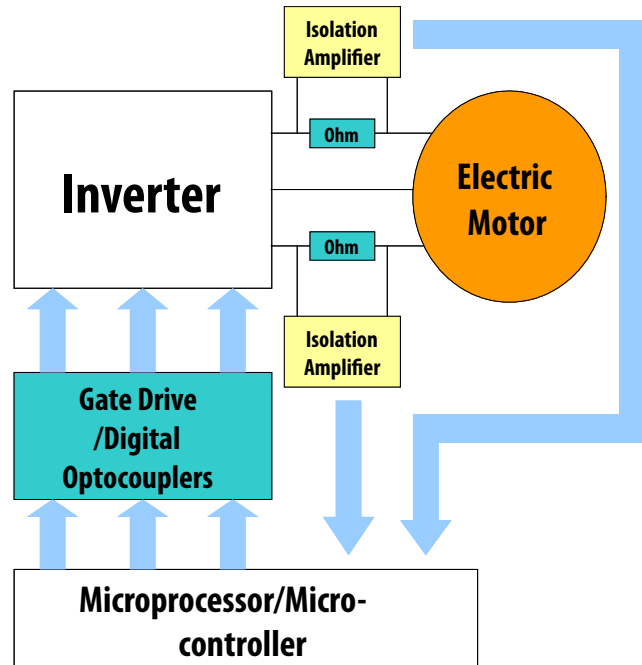 Isolation
Amplifier
Ohm
Inverter
Electric
Motor
Ohm
Isolation
Amplifier
Gate Drive
/Digital
Optocouplers
Microprocessor/Micro-
controller